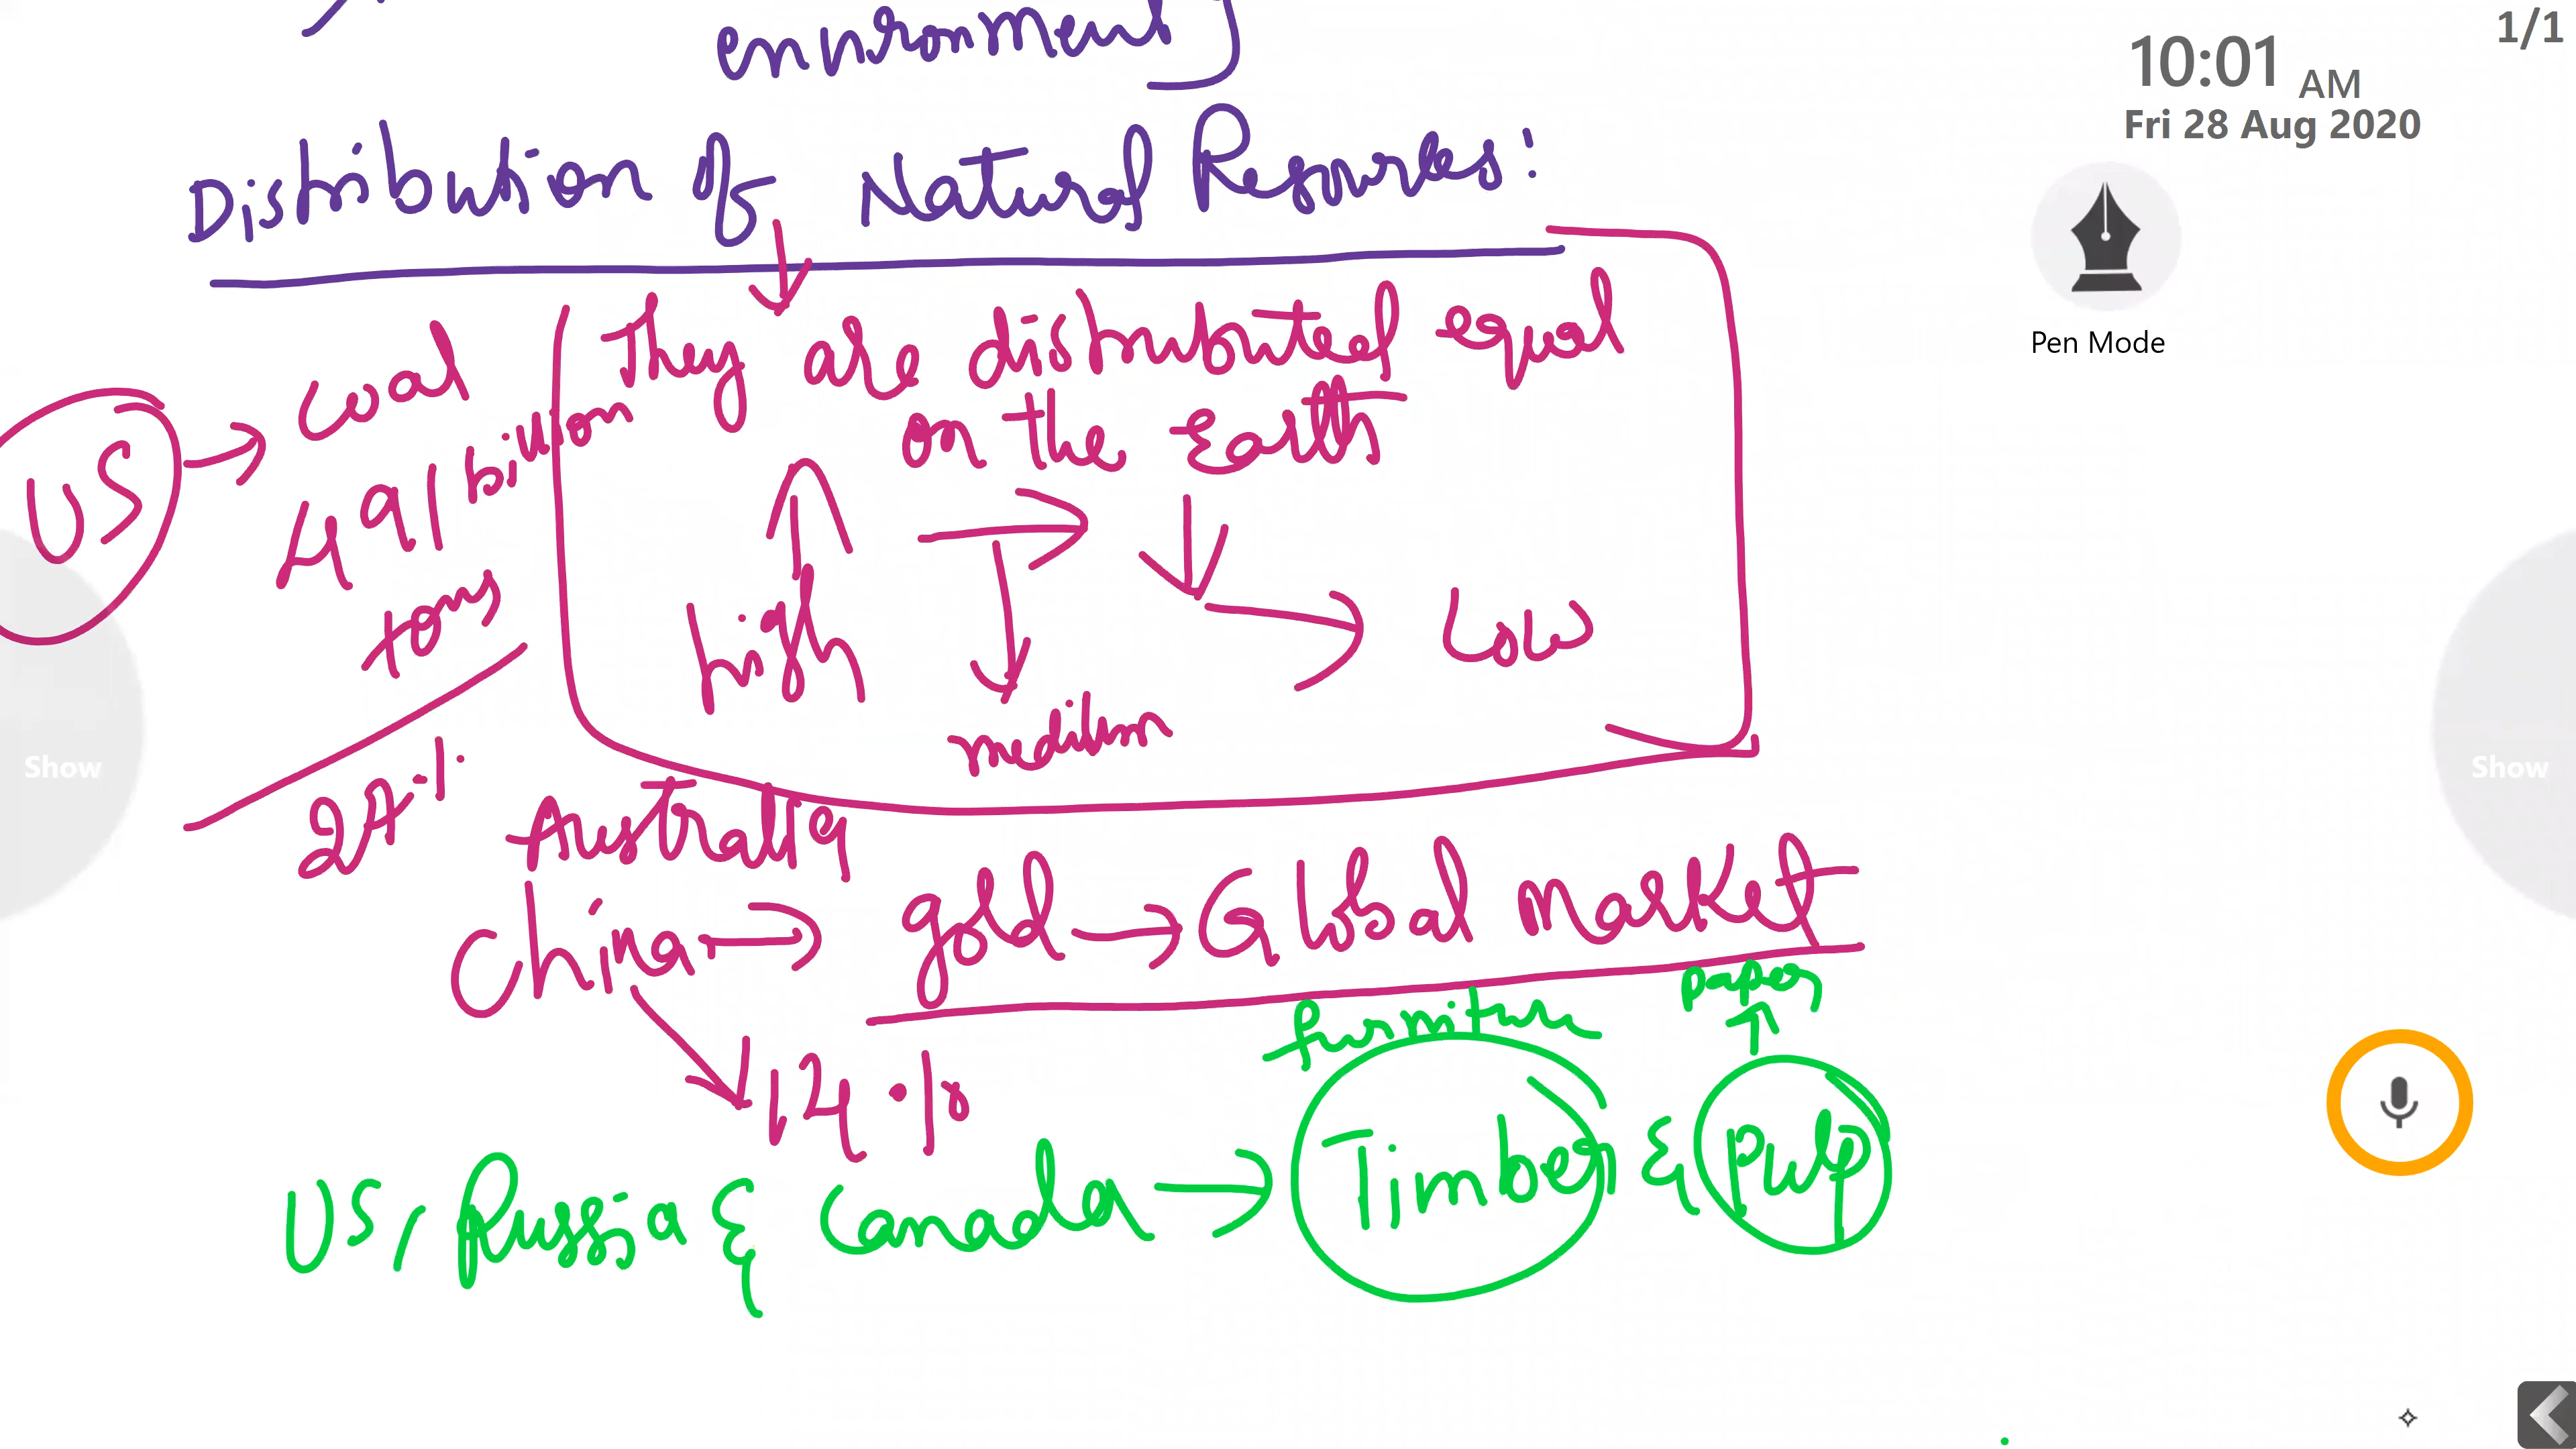 environment]
1/1
10:01 AM
Fri 28 Aug 2020
Distribution of Natural Resources:
Pen Mode
They are distributed equal
on the Earth
US → coal
491 billion
tons
27%
high
medium
Low
Show
Show
Australia
China → gold → Global market
14%
furniture
paper
US, Russia & Canada → Timber & pulp